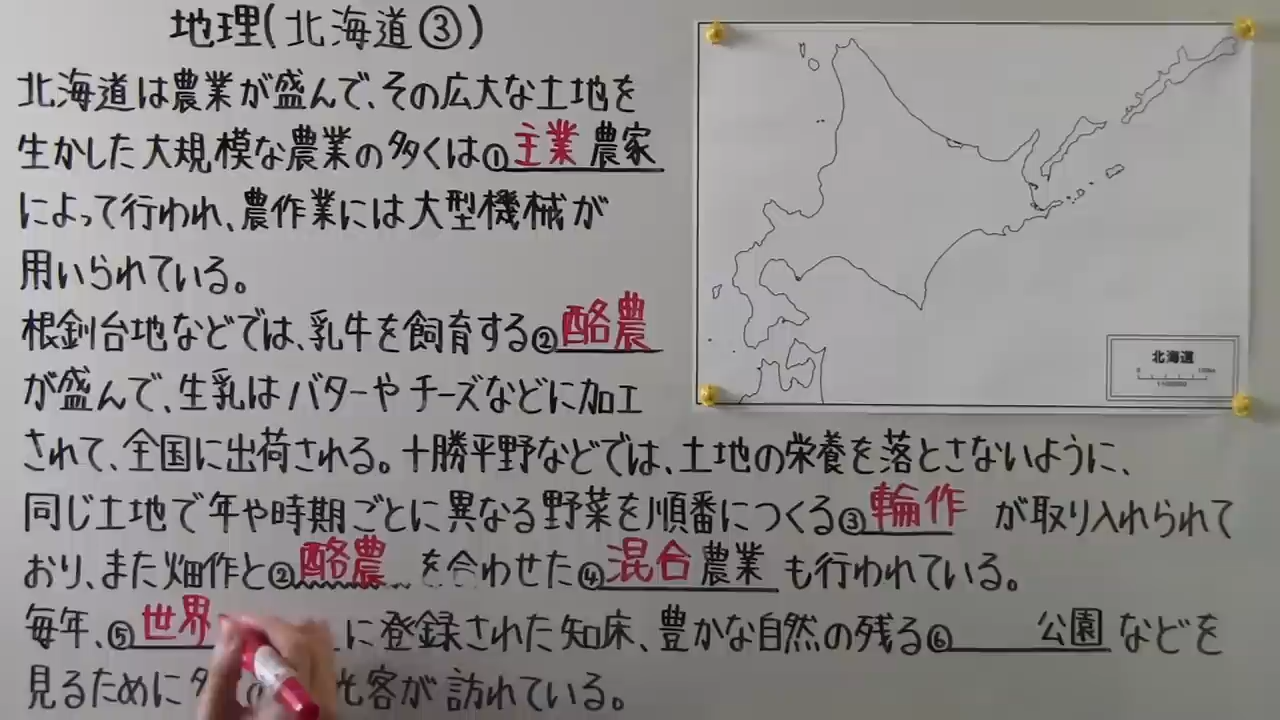 地理(北海道③)
北海道は農業が盛んで、その広大な土地を
生かした大規模な農業の多くは①主業農家
によって行われ、農作業には大型機械が
用いられている。
根釧台地などでは、乳牛を飼育する②酪農
が盛んで、生乳はバターやチーズなどに加工
されて、全国に出荷される。十勝平野などでは、土地の栄養を落とさないように、
同じ土地で年や時期ごとに異なる野菜を順番につくる③輪作が取り入れられて
おり、また畑作と②酪農を合わせた④混合農業も行われている。
毎年、⑤世界に登録された知床、豊かな自然の残る⑥公園などを
見るために客が訪れている。
北海道